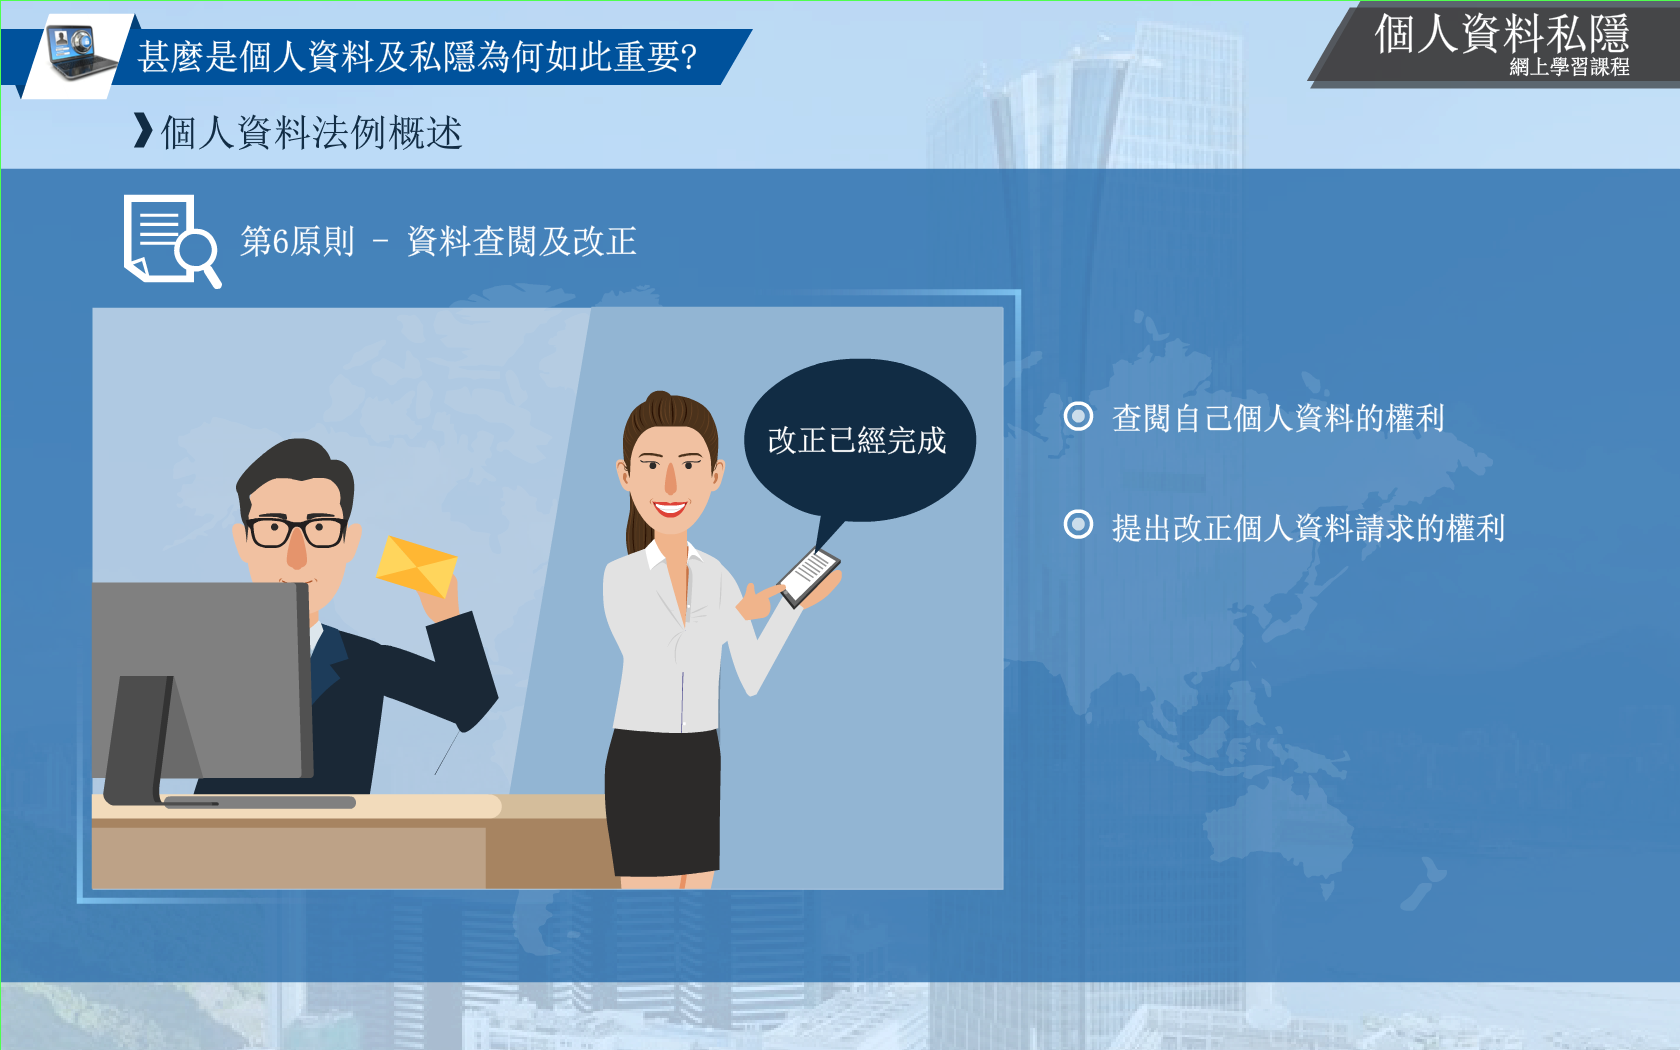 甚麼是個人資料及私隱為何如此重要?
個人資料私隱
網上學習課程
個人資料法例概述
第6原則 - 資料查閱及改正
改正已經完成
查閱自己個人資料的權利
提出改正個人資料請求的權利